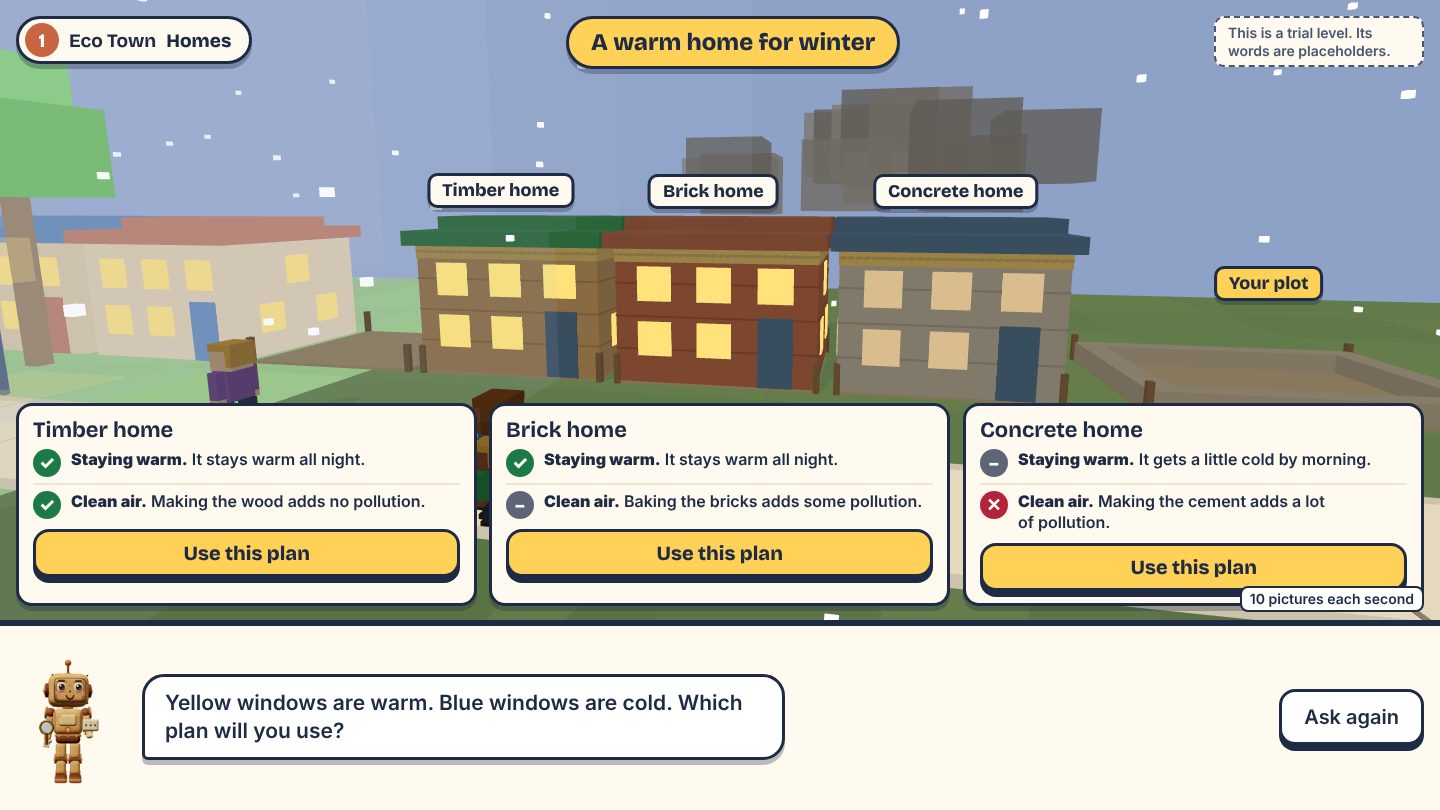 1 Eco Town Homes
A warm home for winter
This is a trial level. Its
words are placeholders.
Timber home
Brick home
Concrete home
Your plot
Timber home
Staying warm. It stays warm all night.
Clean air. Making the wood adds no pollution.
Use this plan
Brick home
Staying warm. It stays warm all night.
Clean air. Baking the bricks adds some pollution.
Use this plan
Concrete home
Staying warm. It gets a little cold by morning.
Clean air. Making the cement adds a lot
of pollution.
Use this plan
10 pictures each second
Yellow windows are warm. Blue windows are cold. Which
plan will you use?
Ask again